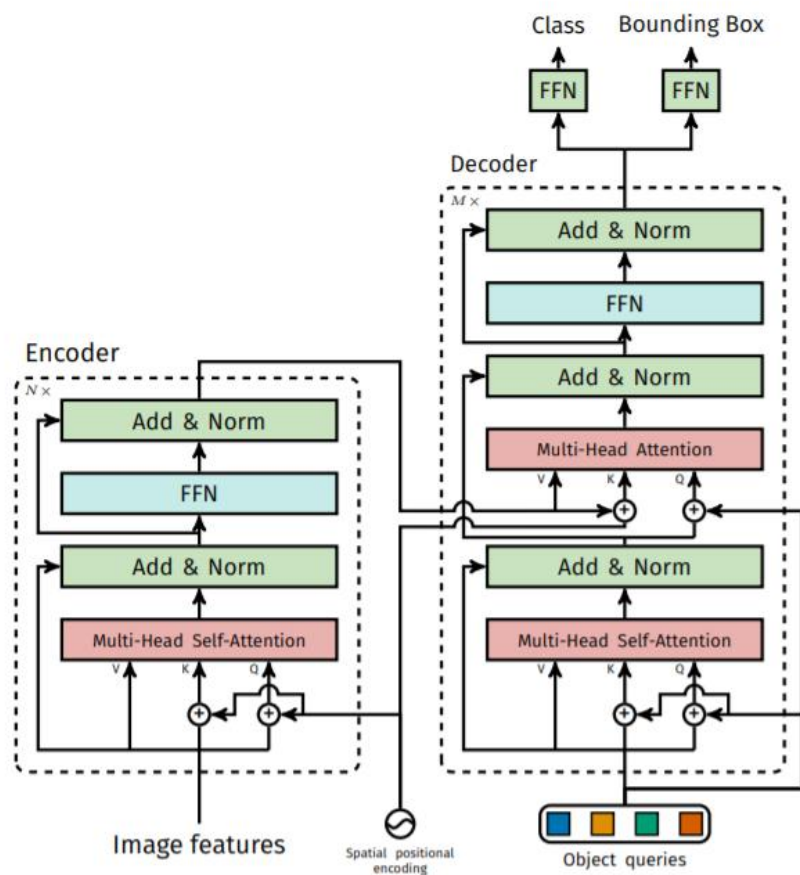 Class
Bounding Box
FFN
FFN
Decoder
M×
Add & Norm
FFN
Add & Norm
Multi-Head Attention
V
K
Q
Add & Norm
Multi-Head Self-Attention
V
K
Q
Object queries
Encoder
N×
Add & Norm
FFN
Add & Norm
Multi-Head Self-Attention
V
K
Q
Image features
Spatial positional
encoding